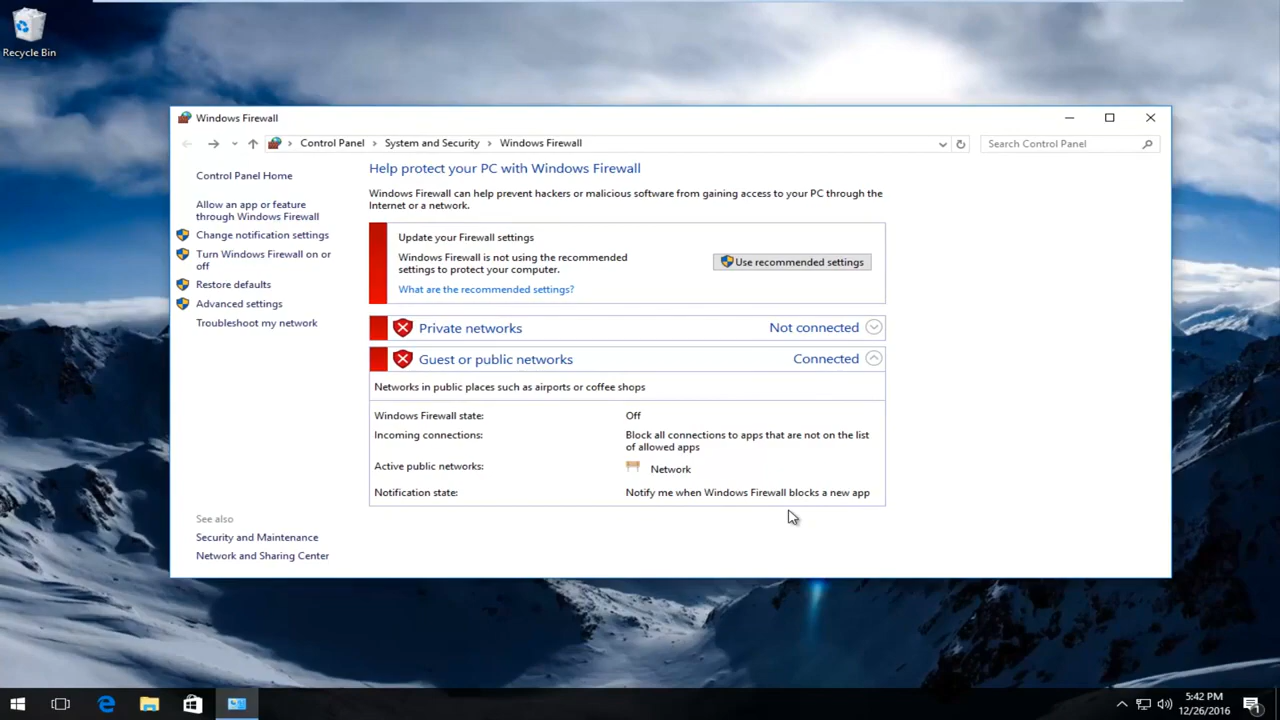 Recycle Bin
Windows Firewall
Control Panel > System and Security > Windows Firewall
Search Control Panel
Control Panel Home
Allow an app or feature
through Windows Firewall
Change notification settings
Turn Windows Firewall on or
off
Restore defaults
Advanced settings
Troubleshoot my network
See also
Security and Maintenance
Network and Sharing Center
Help protect your PC with Windows Firewall
Windows Firewall can help prevent hackers or malicious software from gaining access to your PC through the
Internet or a network.
Update your Firewall settings
Windows Firewall is not using the recommended
settings to protect your computer.
Use recommended settings
What are the recommended settings?
Private networks Not connected
Guest or public networks Connected
Networks in public places such as airports or coffee shops
Windows Firewall state: Off
Incoming connections: Block all connections to apps that are not on the list
of allowed apps
Active public networks: Network
Notification state: Notify me when Windows Firewall blocks a new app
5:42 PM
12/26/2016
1